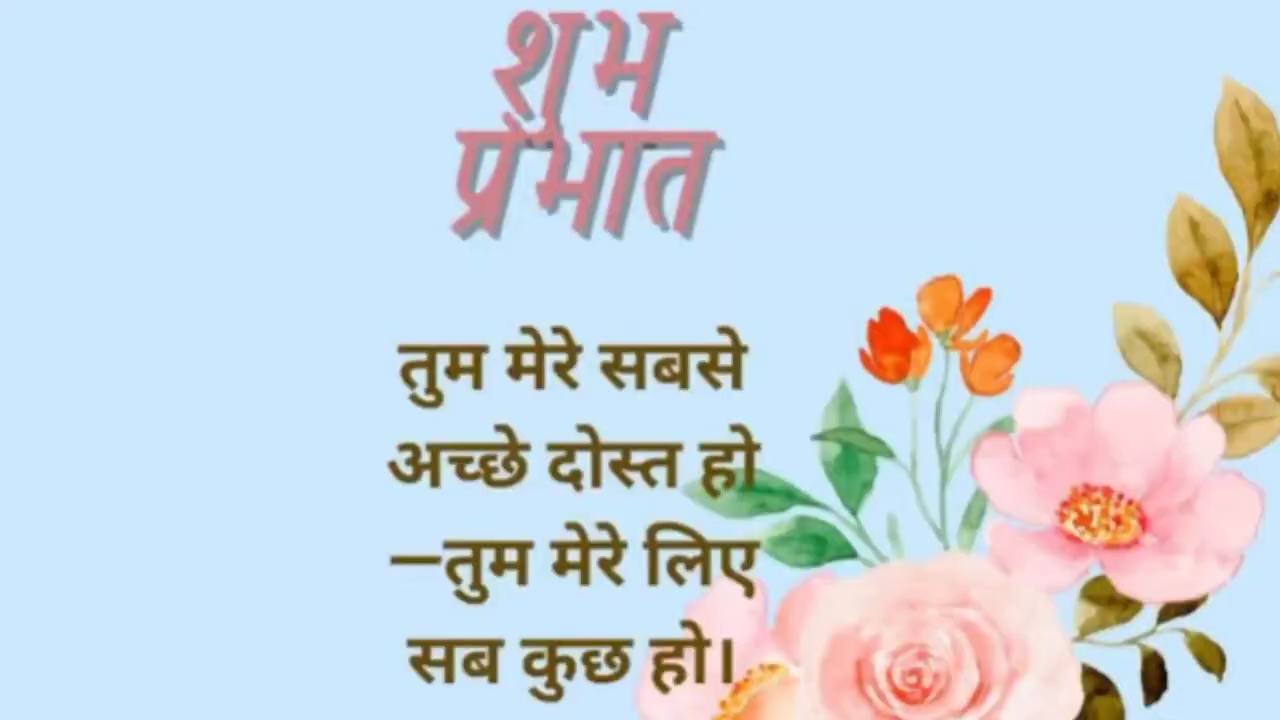 शुभ
प्रभात
तुम मेरे सबसे
अच्छे दोस्त हो
—तुम मेरे लिए
सब कुछ हो।